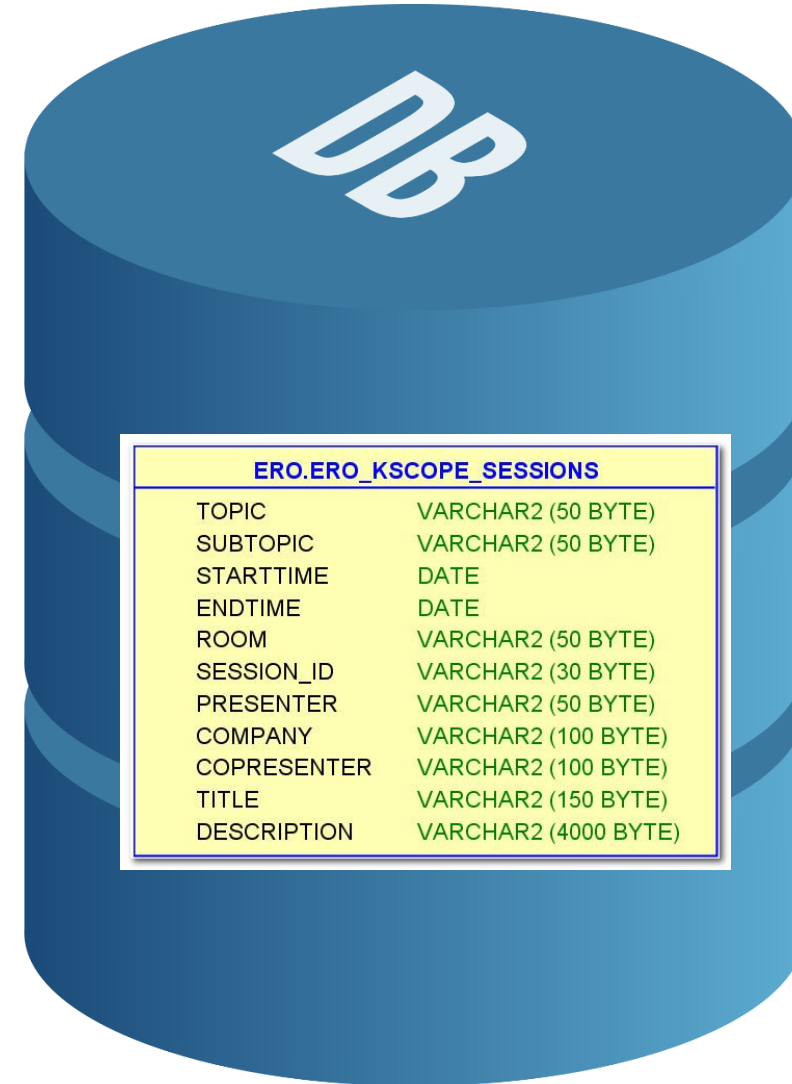 DB
ERO.ERO_KSCOPE_SESSIONS
TOPIC VARCHAR2 (50 BYTE)
SUBTOPIC VARCHAR2 (50 BYTE)
STARTTIME DATE
ENDTIME DATE
ROOM VARCHAR2 (50 BYTE)
SESSION_ID VARCHAR2 (30 BYTE)
PRESENTER VARCHAR2 (50 BYTE)
COMPANY VARCHAR2 (100 BYTE)
COPRESENTER VARCHAR2 (100 BYTE)
TITLE VARCHAR2 (150 BYTE)
DESCRIPTION VARCHAR2 (4000 BYTE)